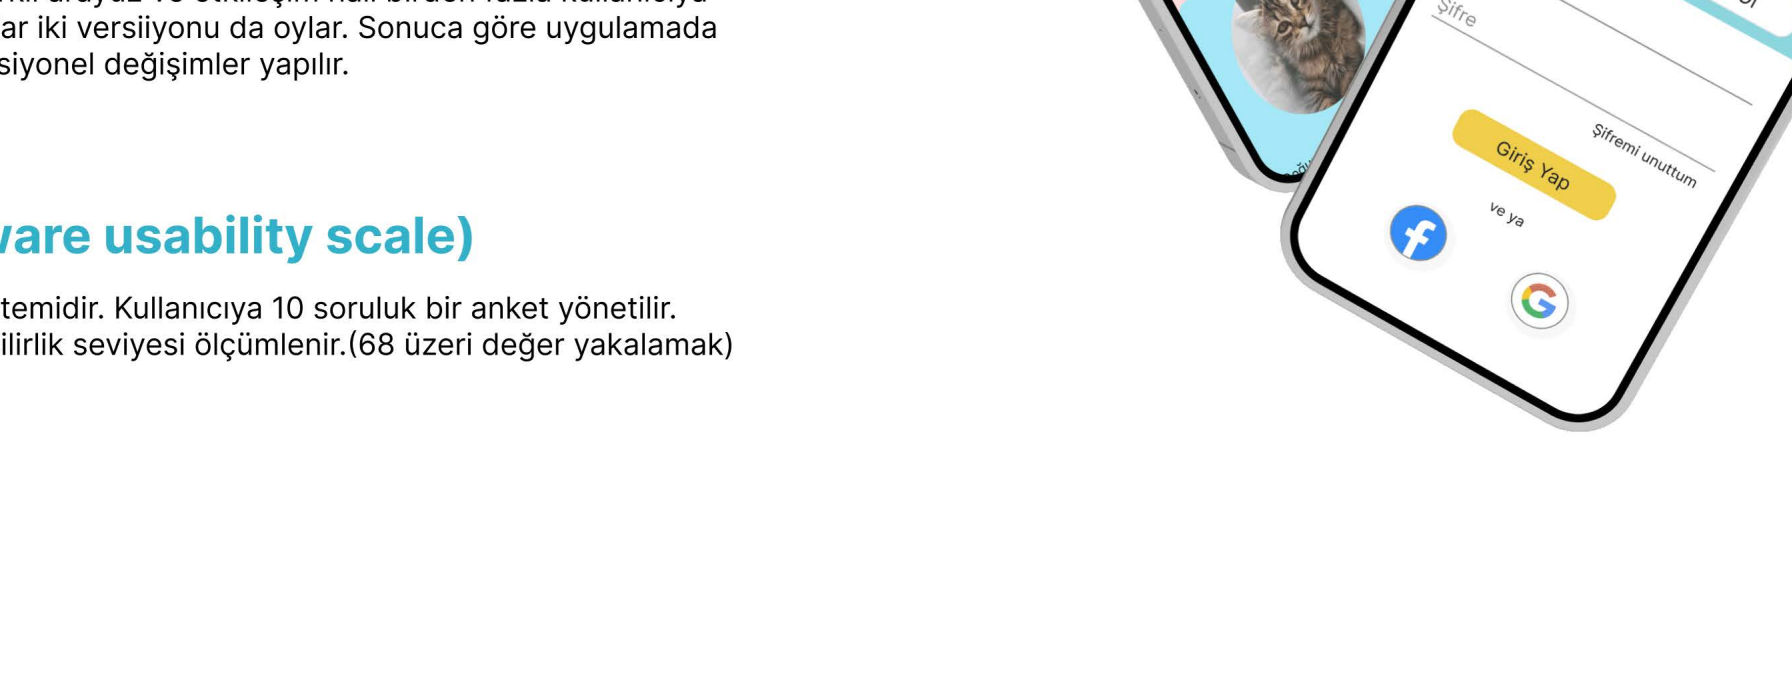 ar iki versiiyonu da oylar. Sonuca göre uygulamada
siyonel değişimler yapılır.
ware usability scale)
temidir. Kullanıcıya 10 soruluk bir anket yönetilir.
ilirlik seviyesi ölçümlenir.(68 üzeri değer yakalamak)
Şifre
Şifremi unuttum
Giriş Yap
ve ya